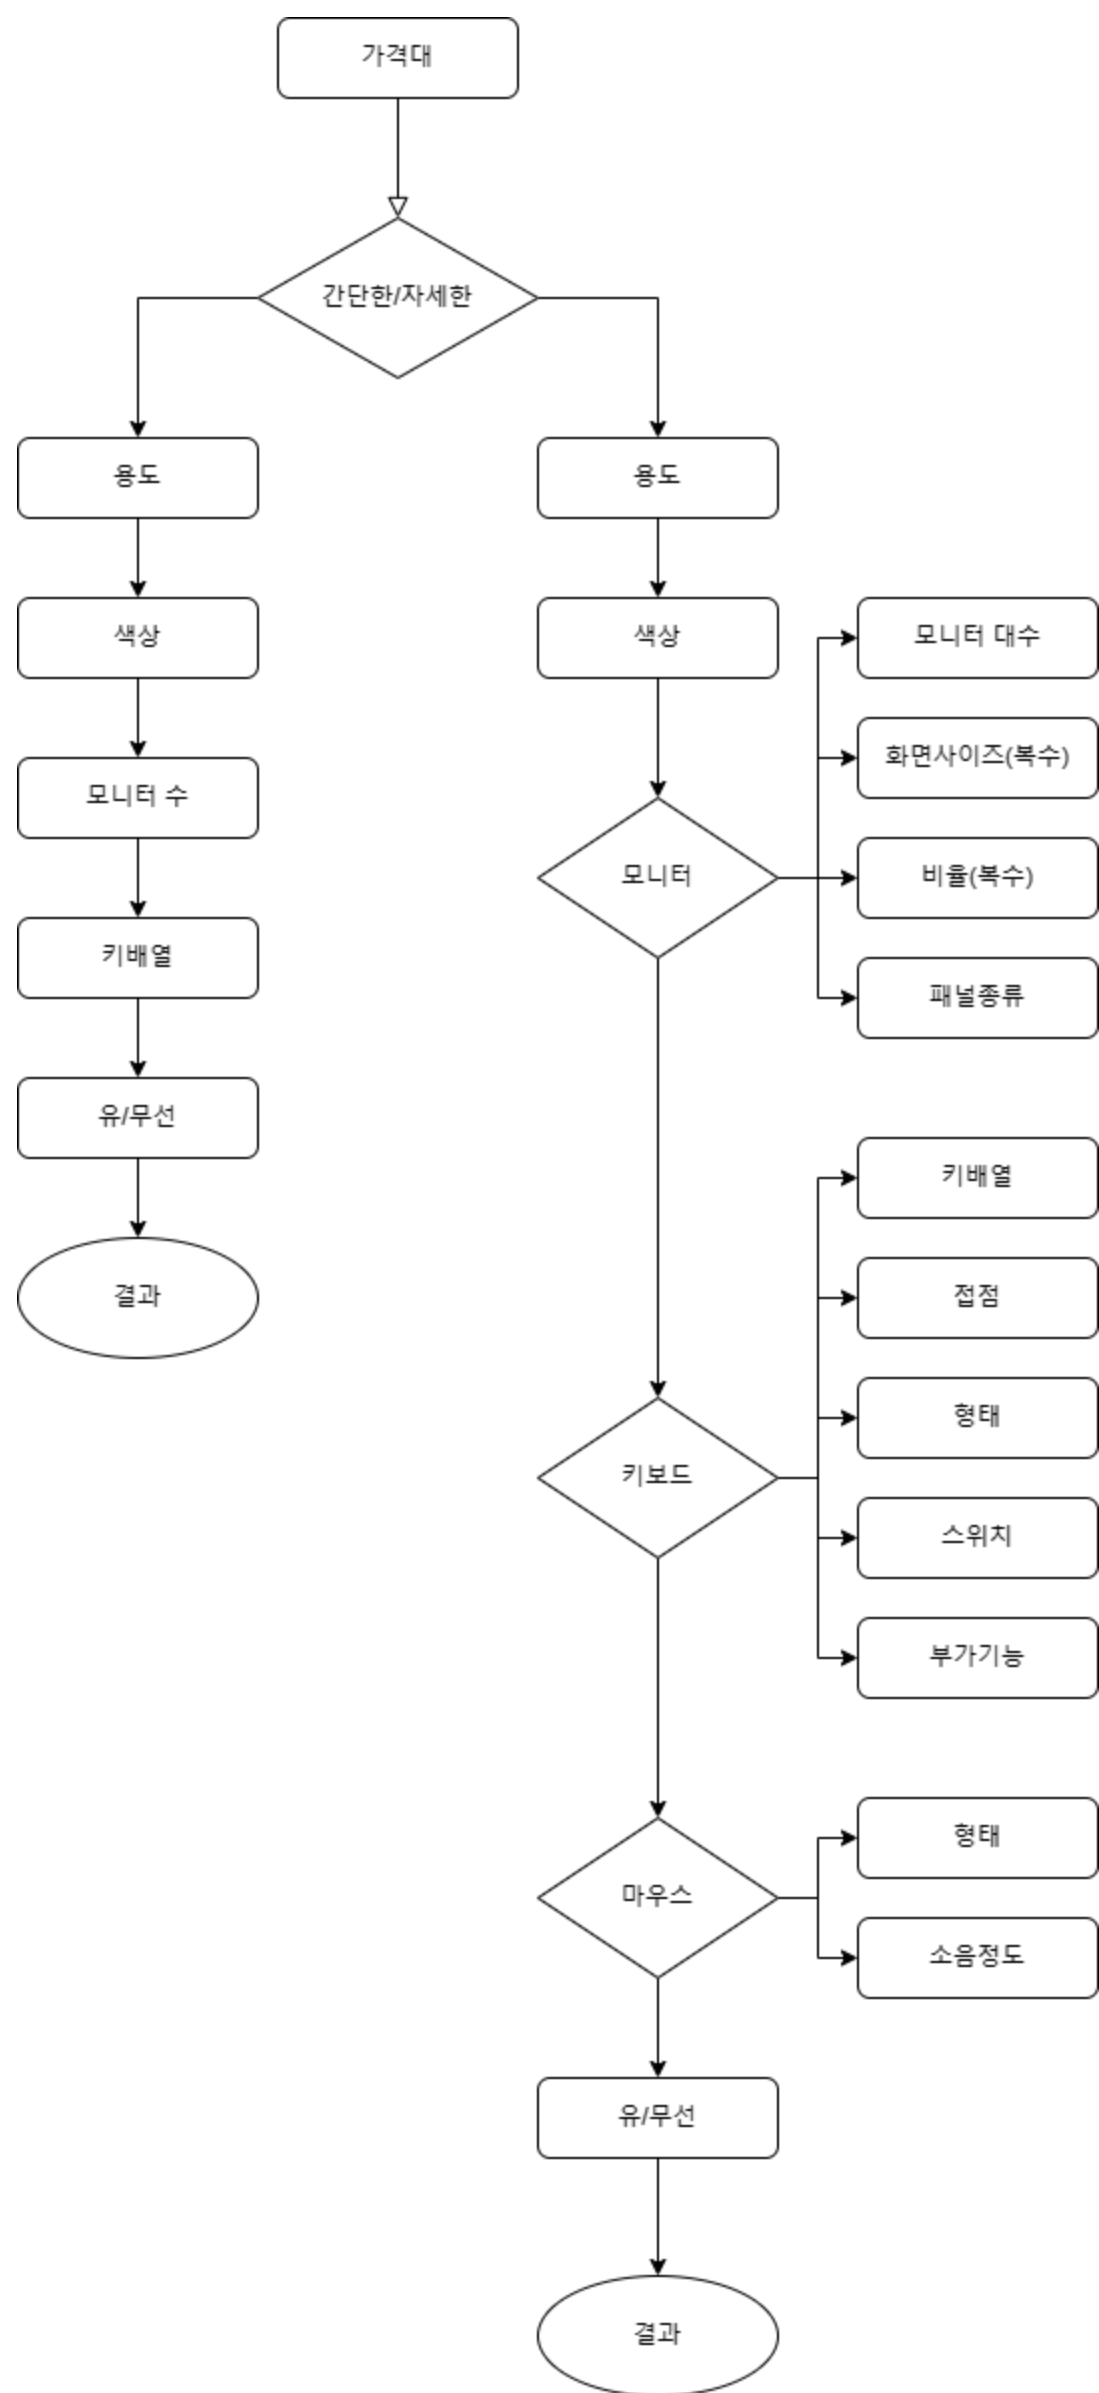 가격대
간단한/자세한
용도
용도
색상
색상
모니터 대수
화면사이즈(복수)
모니터 수
모니터
비율(복수)
키배열
패널종류
유/무선
키배열
결과
접점
형태
키보드
스위치
부가기능
형태
마우스
소음정도
유/무선
결과